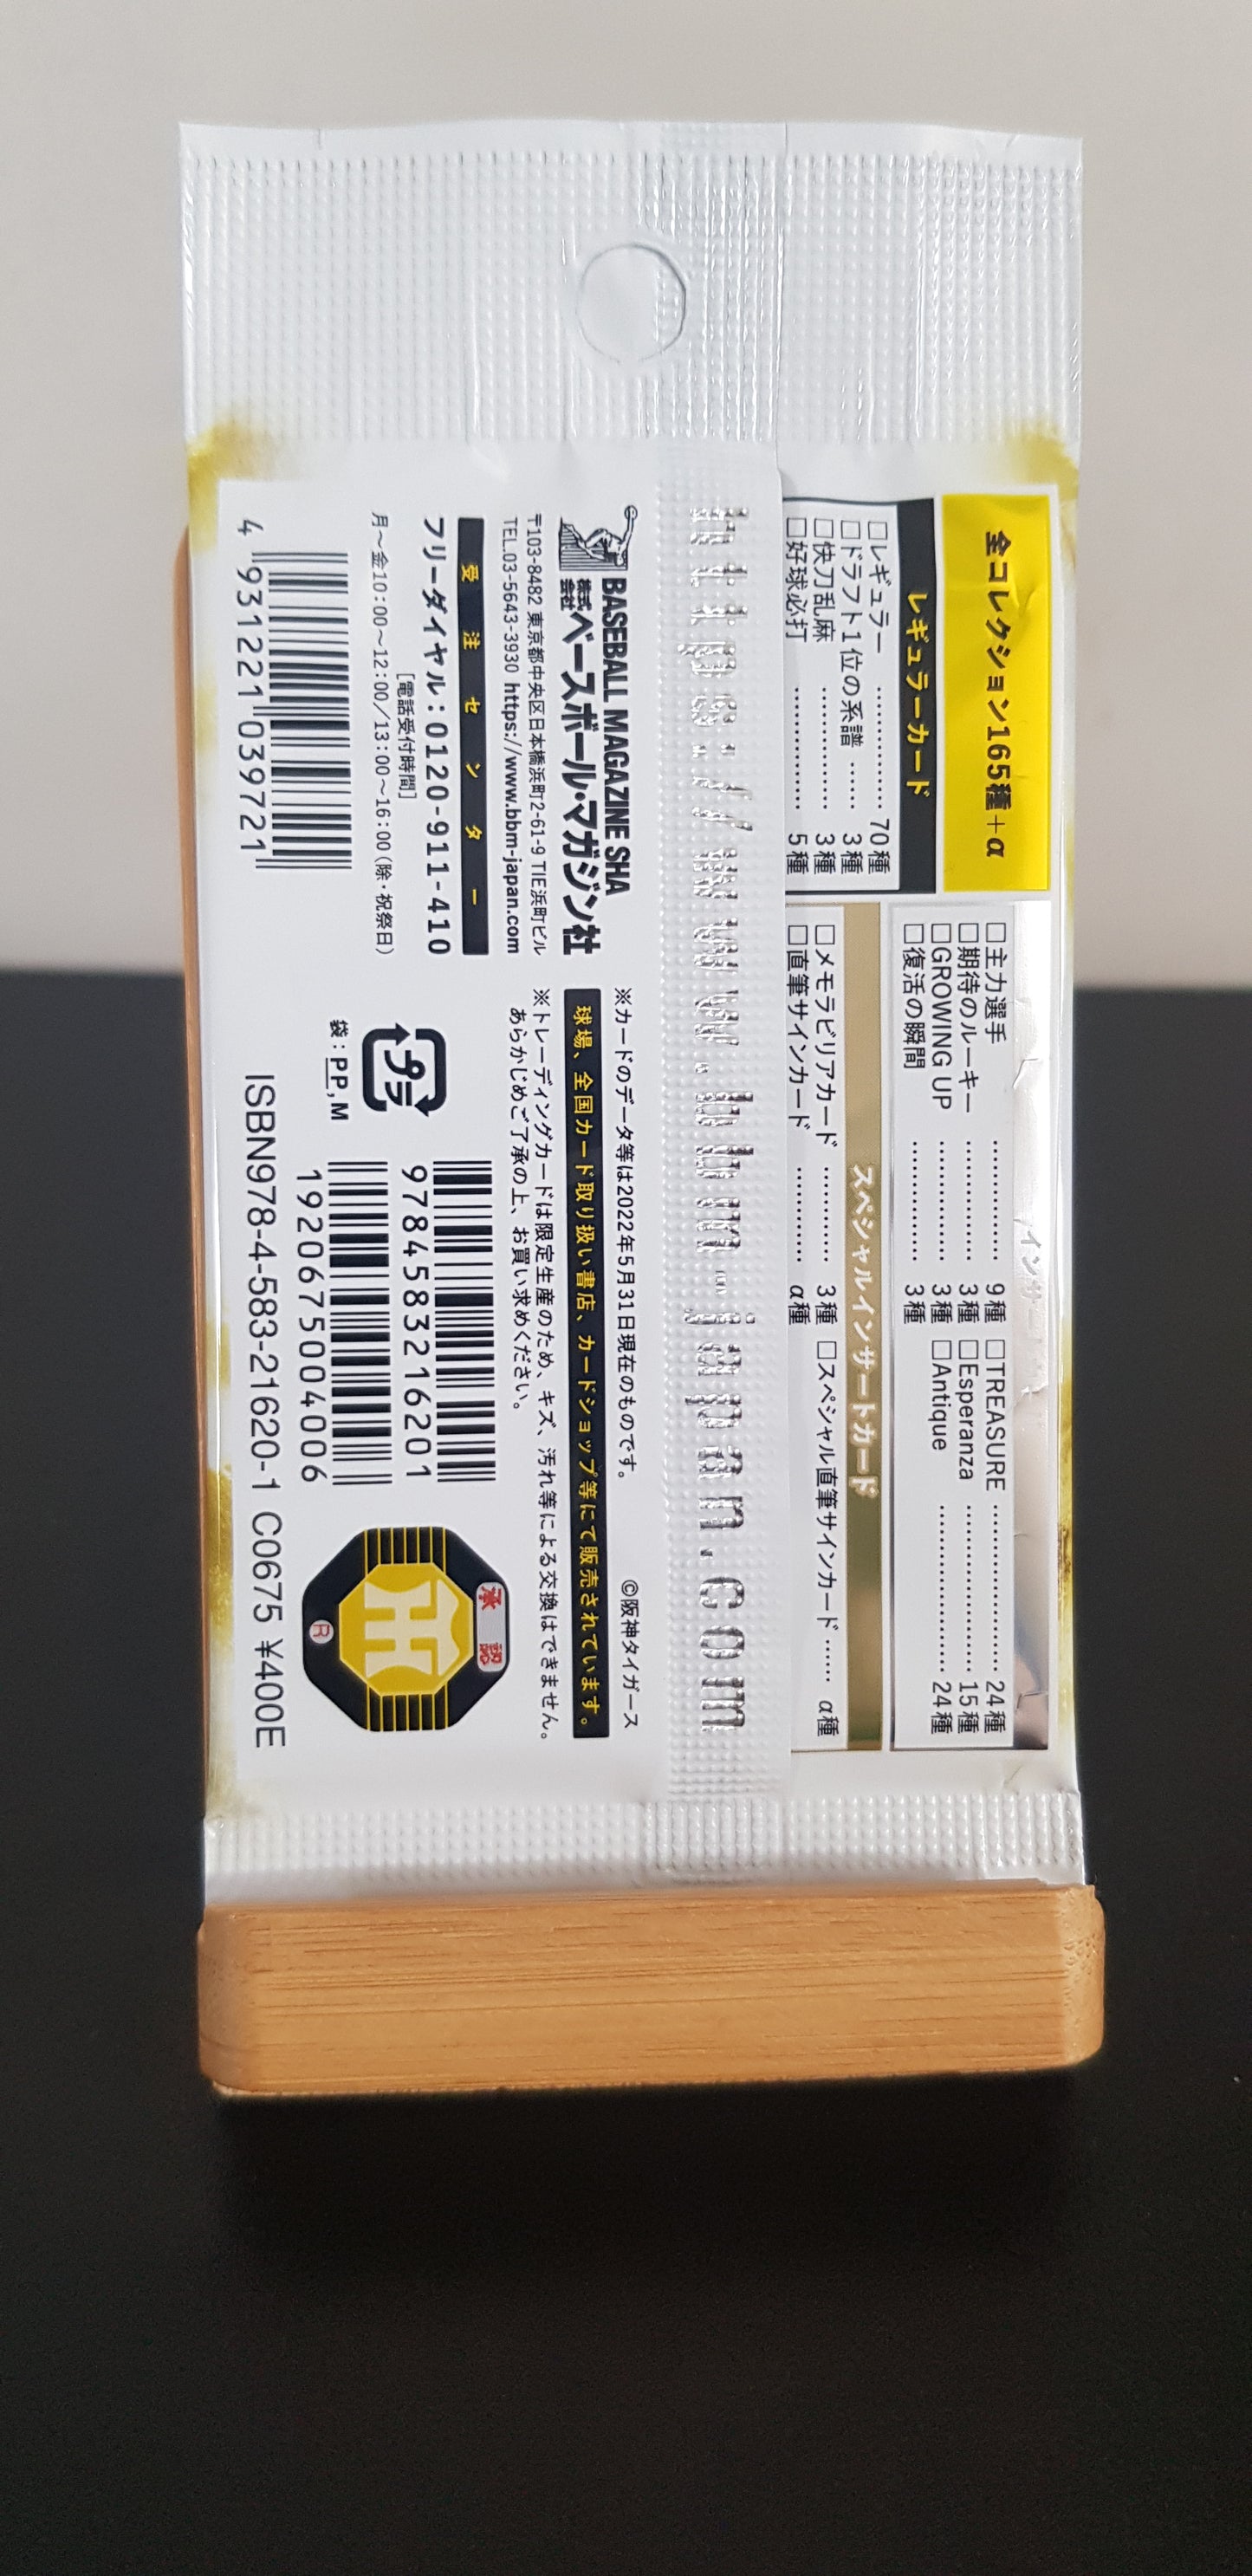 全コレクション165種+α
レギュラーカード
□レギュラー ………… 70種
□ドラフト1位の系譜 …… 3種
□快刀乱麻 ………… 3種
□好球必打 ………… 5種
インサート
□主力選手 ………… 9種
□期待のルーキー ………… 3種
□GROWING UP ………… 3種
□復活の瞬間 ………… 3種
□TREASURE ………… 24種
□Esperanza ………… 15種
□Antique ………… 24種
スペシャルインサートカード
□メモラビリアカード ……… 3種
□直筆サインカード ……… α種
□スペシャル直筆サインカード …… α種
https://www.bbm-japan.com
BASEBALL MAGAZINE SHA
株式会社ベースボール・マガジン社
〒103-8482 東京都中央区日本橋浜町2-61-9 TIE浜町ビル
TEL.03-5643-3930 https://www.bbm-japan.com
受注センター
フリーダイヤル:0120-911-410
[電話受付時間]
月〜金10:00〜12:00/13:00〜16:00(除・祝祭日)
4 931221 039721
※カードのデータ等は2022年5月31日現在のものです。
©阪神タイガース
球場、全国カード取り扱い書店、カードショップ等にて販売されています。
※トレーディングカードは限定生産のため、キズ、汚れ等による交換はできません。
あらかじめご了承の上、お買い求めください。
プラ
袋:PP,M
9784583216201
1920675004006
ISBN978-4-583-21620-1 C0675 ¥400E
承認
HT
R